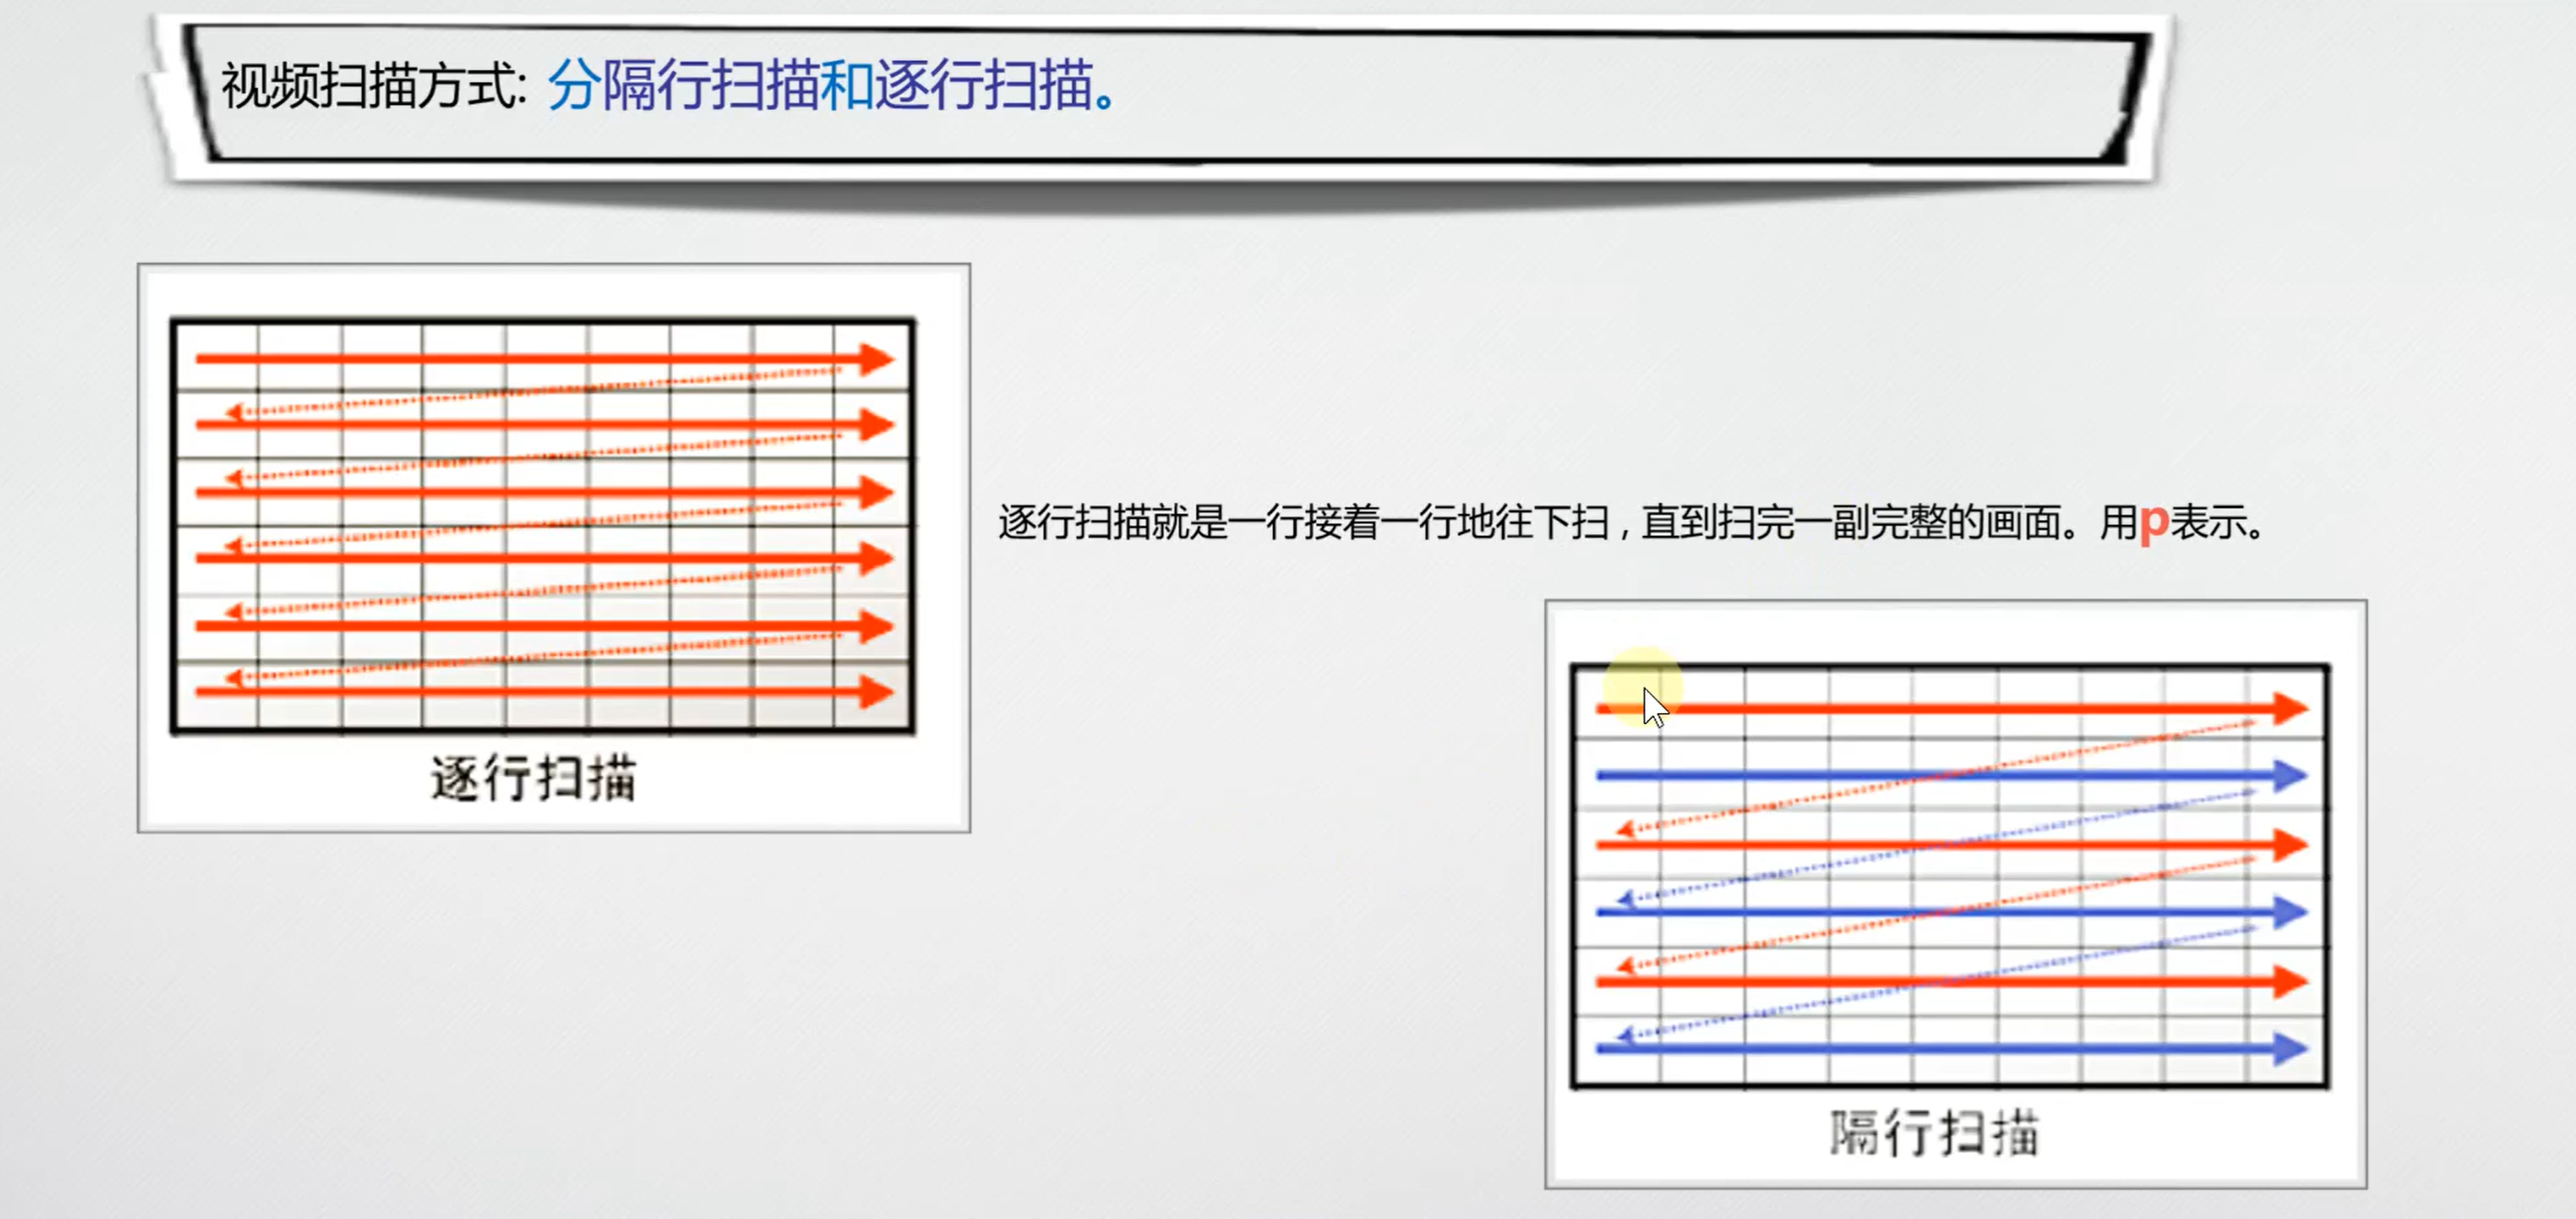 视频扫描方式: 分隔行扫描和逐行扫描。
逐行扫描就是一行接着一行地往下扫,直到扫完一副完整的画面。用p表示。
逐行扫描
隔行扫描